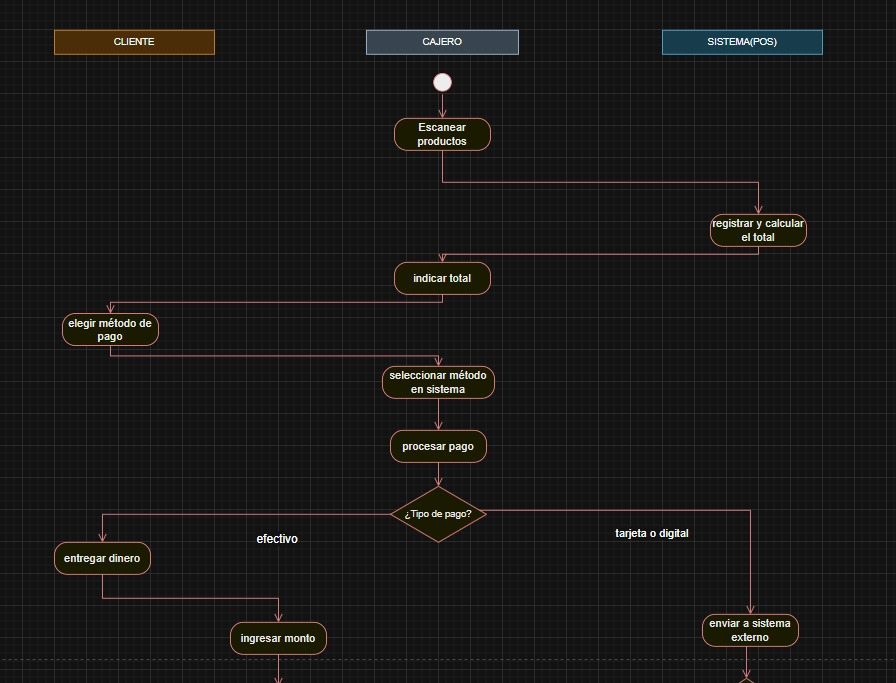 CLIENTE
CAJERO
SISTEMA(POS)
Escanear
productos
registrar y calcular
el total
indicar total
elegir método de
pago
seleccionar método
en sistema
procesar pago
¿Tipo de pago?
efectivo
tarjeta o digital
entregar dinero
enviar a sistema
externo
ingresar monto